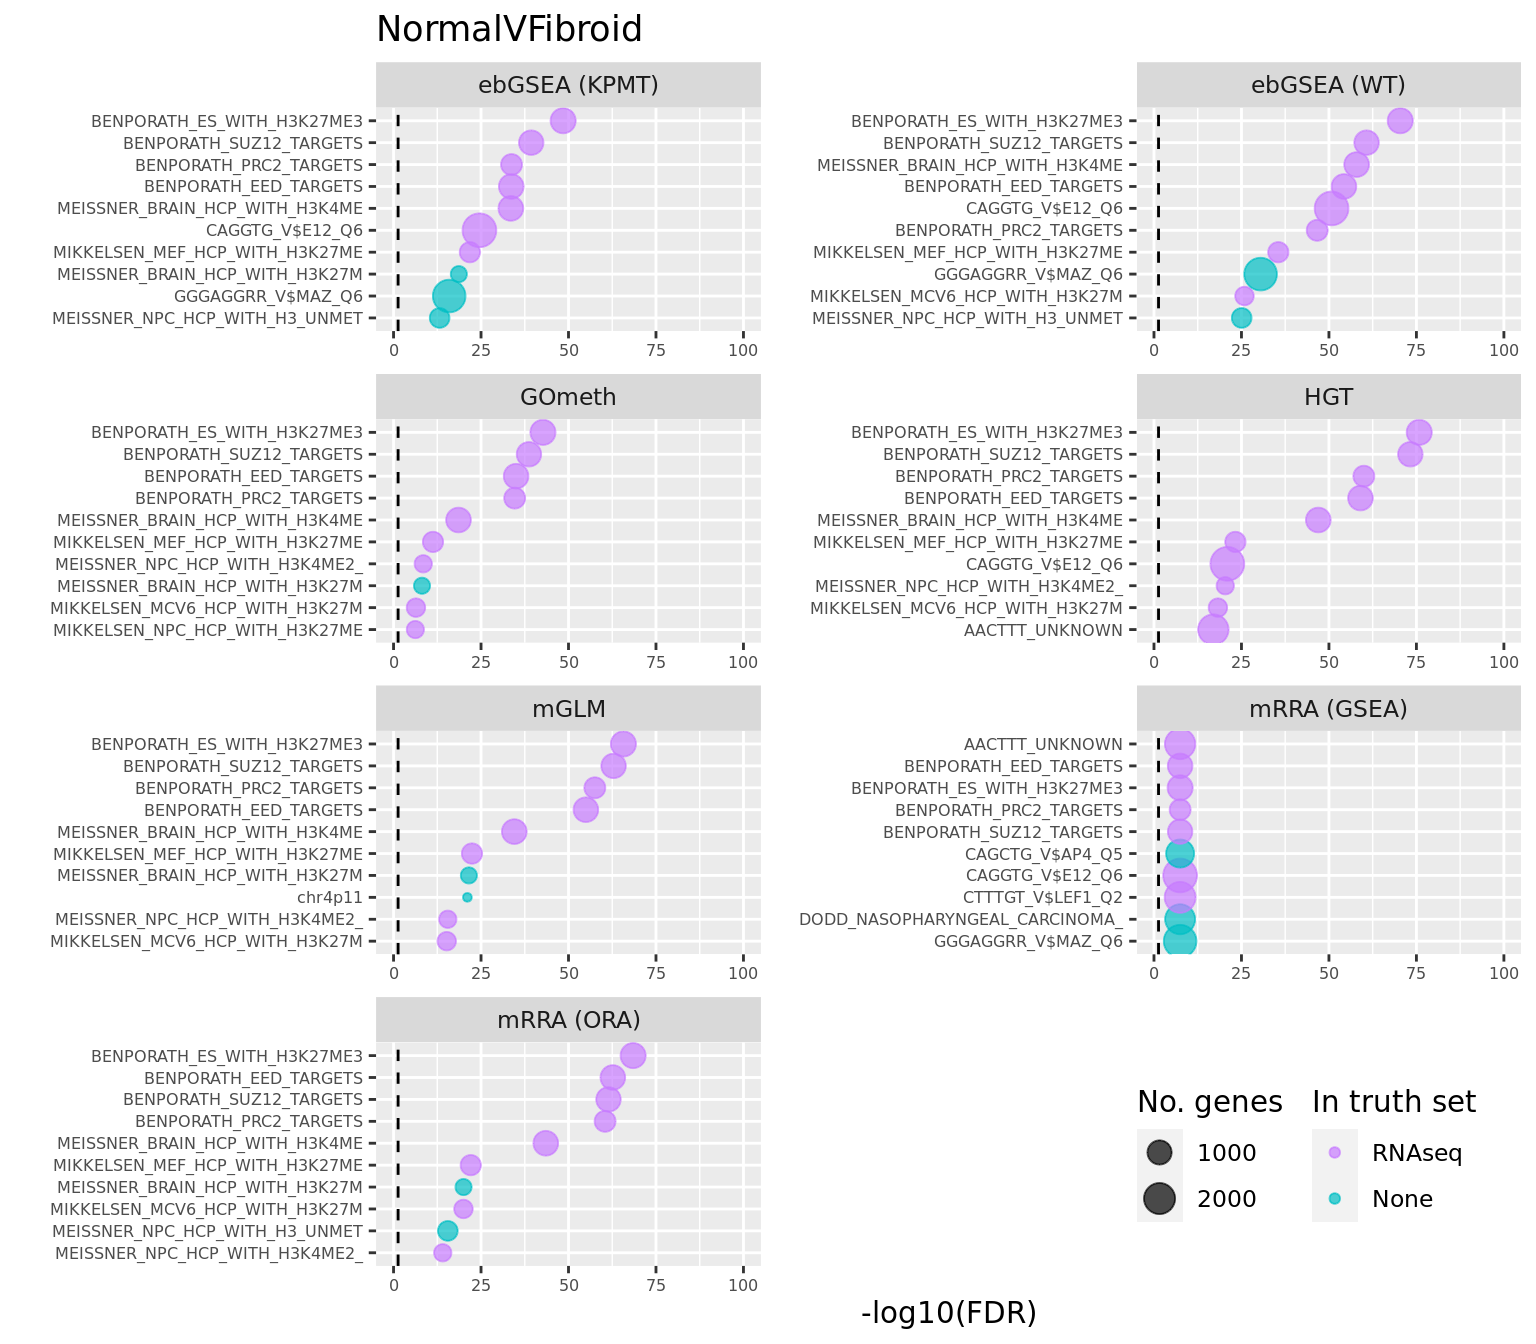 NormalVFibroid
ebGSEA (KPMT)
BENPORATH_ES_WITH_H3K27ME3
BENPORATH_SUZ12_TARGETS
BENPORATH_PRC2_TARGETS
BENPORATH_EED_TARGETS
MEISSNER_BRAIN_HCP_WITH_H3K4ME
CAGGTG_V$E12_Q6
MIKKELSEN_MEF_HCP_WITH_H3K27ME
MEISSNER_BRAIN_HCP_WITH_H3K27M
GGGAGGRR_V$MAZ_Q6
MEISSNER_NPC_HCP_WITH_H3_UNMET
0 25 50 75 100
ebGSEA (WT)
BENPORATH_ES_WITH_H3K27ME3
BENPORATH_SUZ12_TARGETS
MEISSNER_BRAIN_HCP_WITH_H3K4ME
BENPORATH_EED_TARGETS
CAGGTG_V$E12_Q6
BENPORATH_PRC2_TARGETS
MIKKELSEN_MEF_HCP_WITH_H3K27ME
GGGAGGRR_V$MAZ_Q6
MIKKELSEN_MCV6_HCP_WITH_H3K27M
MEISSNER_NPC_HCP_WITH_H3_UNMET
0 25 50 75 100
GOmeth
BENPORATH_ES_WITH_H3K27ME3
BENPORATH_SUZ12_TARGETS
BENPORATH_EED_TARGETS
BENPORATH_PRC2_TARGETS
MEISSNER_BRAIN_HCP_WITH_H3K4ME
MIKKELSEN_MEF_HCP_WITH_H3K27ME
MEISSNER_NPC_HCP_WITH_H3K4ME2_
MEISSNER_BRAIN_HCP_WITH_H3K27M
MIKKELSEN_MCV6_HCP_WITH_H3K27M
MIKKELSEN_NPC_HCP_WITH_H3K27ME
0 25 50 75 100
HGT
BENPORATH_ES_WITH_H3K27ME3
BENPORATH_SUZ12_TARGETS
BENPORATH_PRC2_TARGETS
BENPORATH_EED_TARGETS
MEISSNER_BRAIN_HCP_WITH_H3K4ME
MIKKELSEN_MEF_HCP_WITH_H3K27ME
CAGGTG_V$E12_Q6
MEISSNER_NPC_HCP_WITH_H3K4ME2_
MIKKELSEN_MCV6_HCP_WITH_H3K27M
AACTTT_UNKNOWN
0 25 50 75 100
mGLM
BENPORATH_ES_WITH_H3K27ME3
BENPORATH_SUZ12_TARGETS
BENPORATH_PRC2_TARGETS
BENPORATH_EED_TARGETS
MEISSNER_BRAIN_HCP_WITH_H3K4ME
MIKKELSEN_MEF_HCP_WITH_H3K27ME
MEISSNER_BRAIN_HCP_WITH_H3K27M
chr4p11
MEISSNER_NPC_HCP_WITH_H3K4ME2_
MIKKELSEN_MCV6_HCP_WITH_H3K27M
0 25 50 75 100
mRRA (GSEA)
AACTTT_UNKNOWN
BENPORATH_EED_TARGETS
BENPORATH_ES_WITH_H3K27ME3
BENPORATH_PRC2_TARGETS
BENPORATH_SUZ12_TARGETS
CAGCTG_V$AP4_Q5
CAGGTG_V$E12_Q6
CTTTGT_V$LEF1_Q2
DODD_NASOPHARYNGEAL_CARCINOMA_
GGGAGGRR_V$MAZ_Q6
0 25 50 75 100
mRRA (ORA)
BENPORATH_ES_WITH_H3K27ME3
BENPORATH_EED_TARGETS
BENPORATH_SUZ12_TARGETS
BENPORATH_PRC2_TARGETS
MEISSNER_BRAIN_HCP_WITH_H3K4ME
MIKKELSEN_MEF_HCP_WITH_H3K27ME
MEISSNER_BRAIN_HCP_WITH_H3K27M
MIKKELSEN_MCV6_HCP_WITH_H3K27M
MEISSNER_NPC_HCP_WITH_H3_UNMET
MEISSNER_NPC_HCP_WITH_H3K4ME2_
0 25 50 75 100
No. genes
1000
2000
In truth set
RNAseq
None
-log10(FDR)